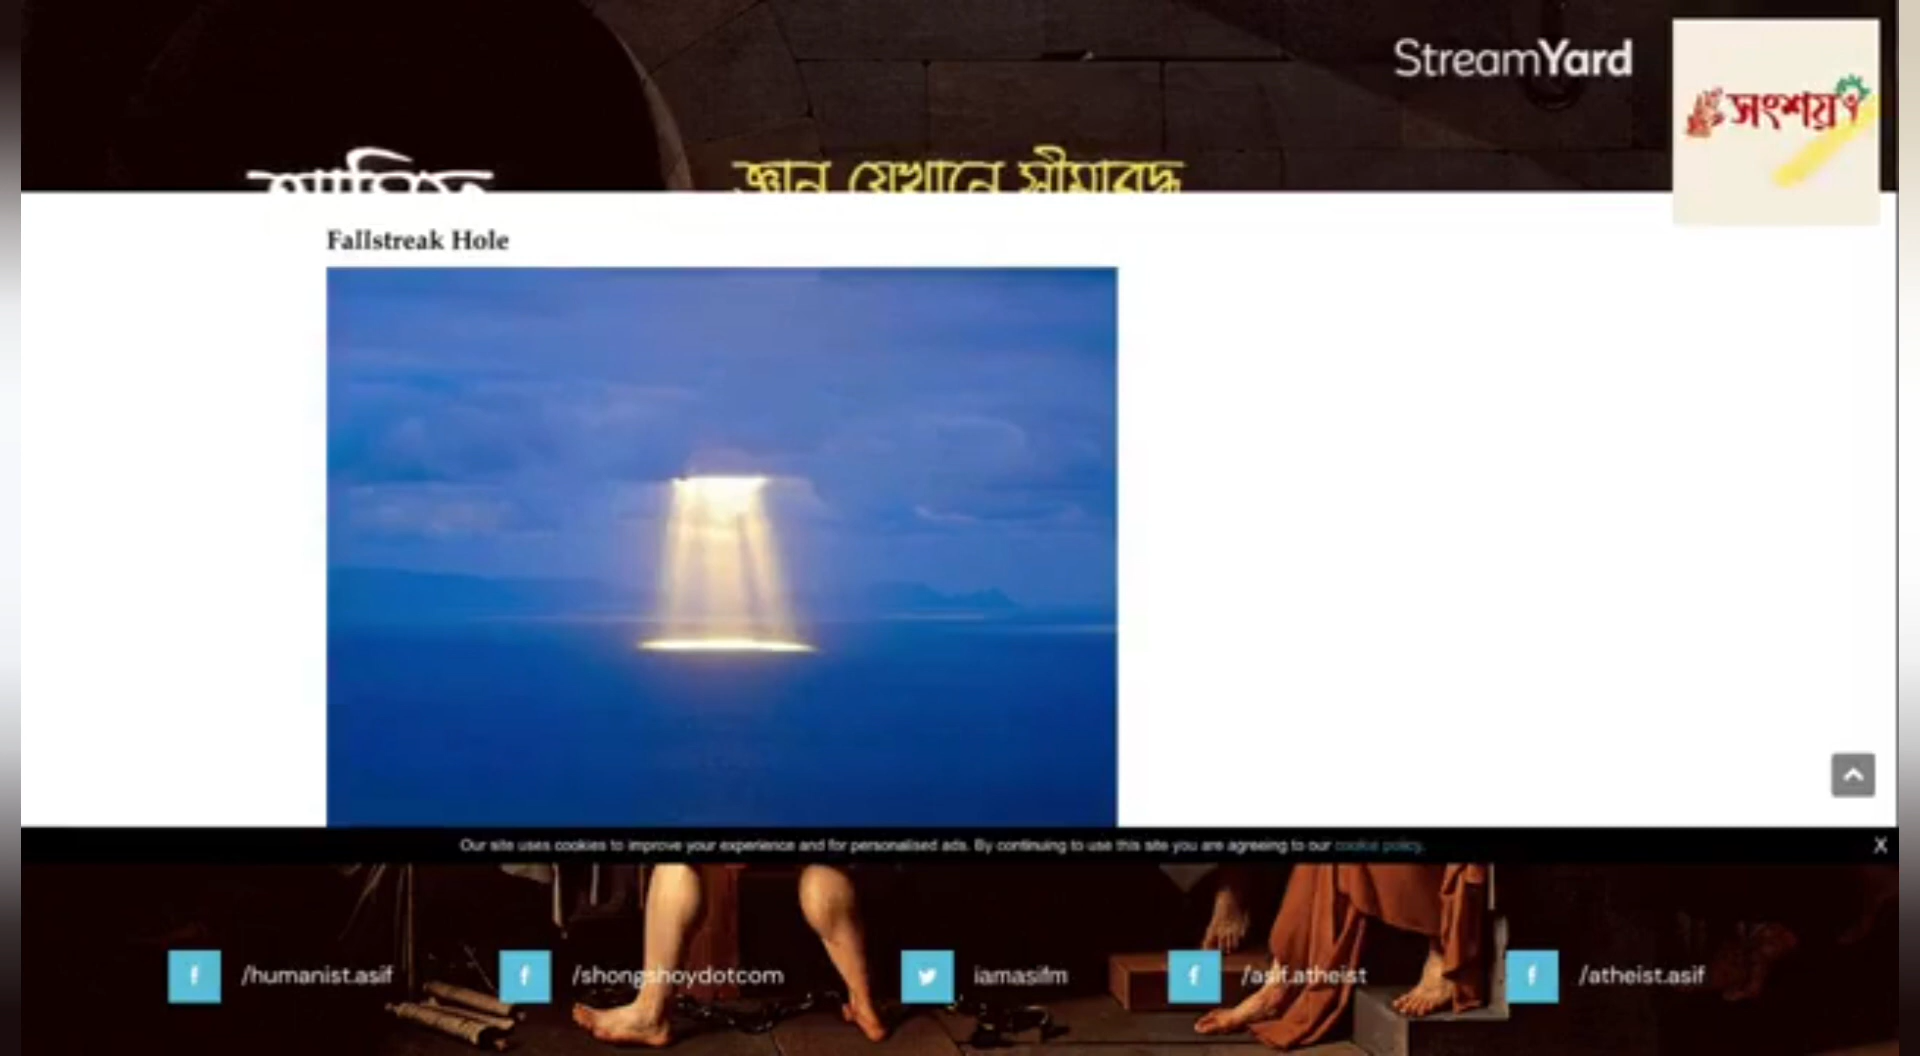 StreamYard
সংশয়
জ্ঞান যেখানে সীমাবদ্ধ
Fallstreak Hole
Our site uses cookies to improve your experience and for personalised ads. By continuing to use this site you are agreeing to our cookie policy.
X
/humanist.asif
/shongshoydotcom
iamasifm
/asif.atheist
/atheist.asif